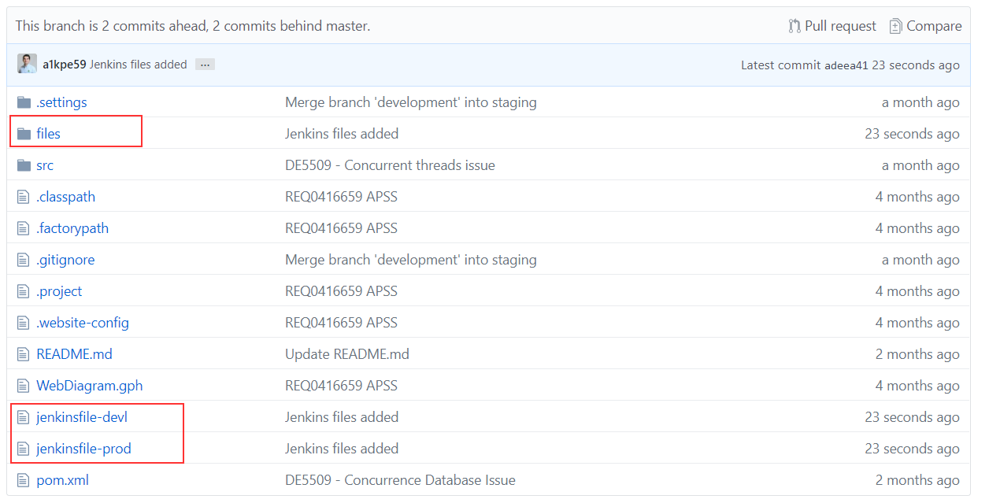 This branch is 2 commits ahead, 2 commits behind master. Pull request Compare
a1kpe59 Jenkins files added ... Latest commit adeea41 23 seconds ago
.settings Merge branch 'development' into staging a month ago
files Jenkins files added 23 seconds ago
src DE5509 - Concurrent threads issue a month ago
.classpath REQ0416659 APSS 4 months ago
.factorypath REQ0416659 APSS 4 months ago
.gitignore Merge branch 'development' into staging a month ago
.project REQ0416659 APSS 4 months ago
.website-config REQ0416659 APSS 4 months ago
README.md Update README.md 2 months ago
WebDiagram.gph REQ0416659 APSS 4 months ago
jenkinsfile-devl Jenkins files added 23 seconds ago
jenkinsfile-prod Jenkins files added 23 seconds ago
pom.xml DE5509 - Concurrence Database Issue 2 months ago